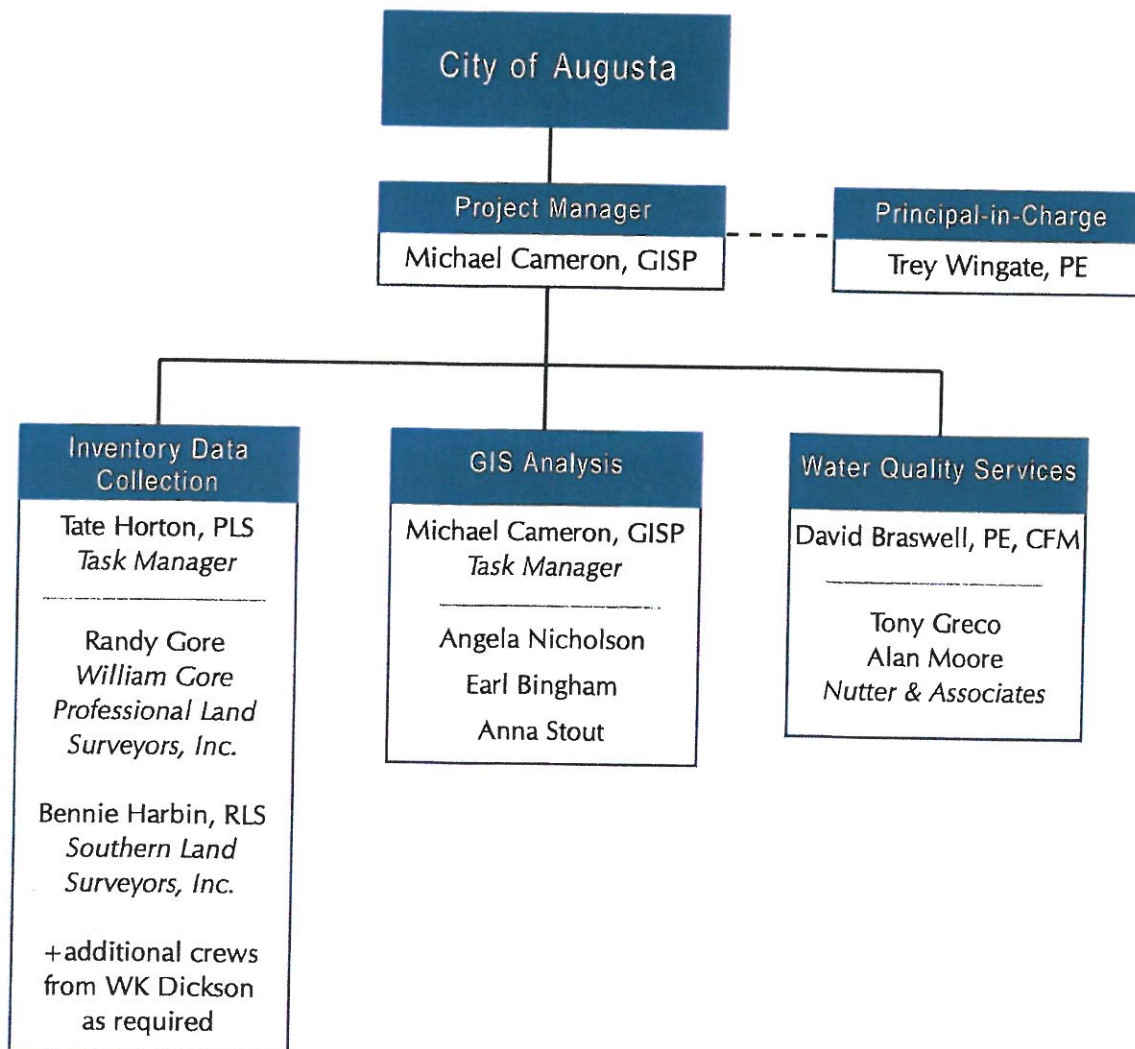 City of Augusta
Project Manager
Michael Cameron, GISP
Principal-in-Charge
Trey Wingate, PE
Inventory Data
Collection
Tate Horton, PLS
Task Manager
Randy Gore
William Gore
Professional Land
Surveyors, Inc.
Bennie Harbin, RLS
Southern Land
Surveyors, Inc.
+additional crews
from WK Dickson
as required
GIS Analysis
Michael Cameron, GISP
Task Manager
Angela Nicholson
Earl Bingham
Anna Stout
Water Quality Services
David Braswell, PE, CFM
Tony Greco
Alan Moore
Nutter & Associates